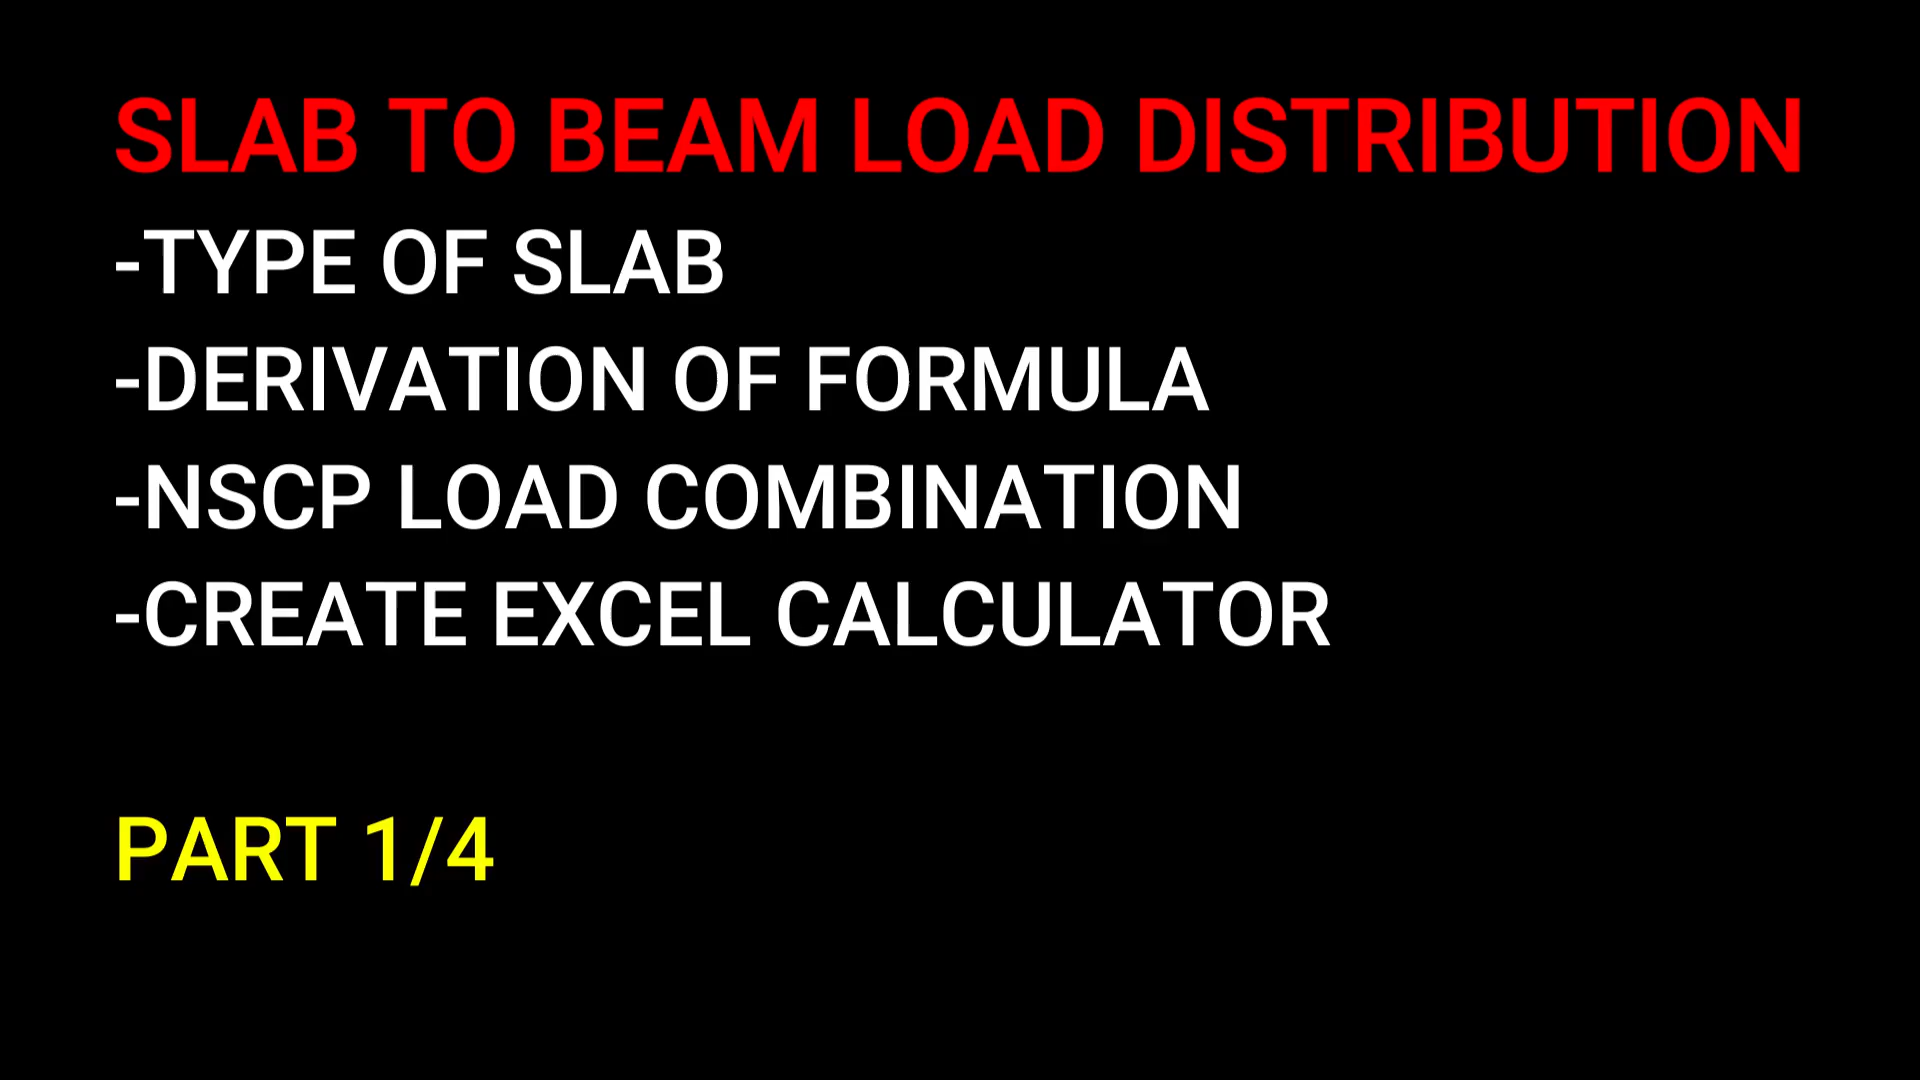 SLAB TO BEAM LOAD DISTRIBUTION
-TYPE OF SLAB
-DERIVATION OF FORMULA
-NSCP LOAD COMBINATION
-CREATE EXCEL CALCULATOR
PART 1/4